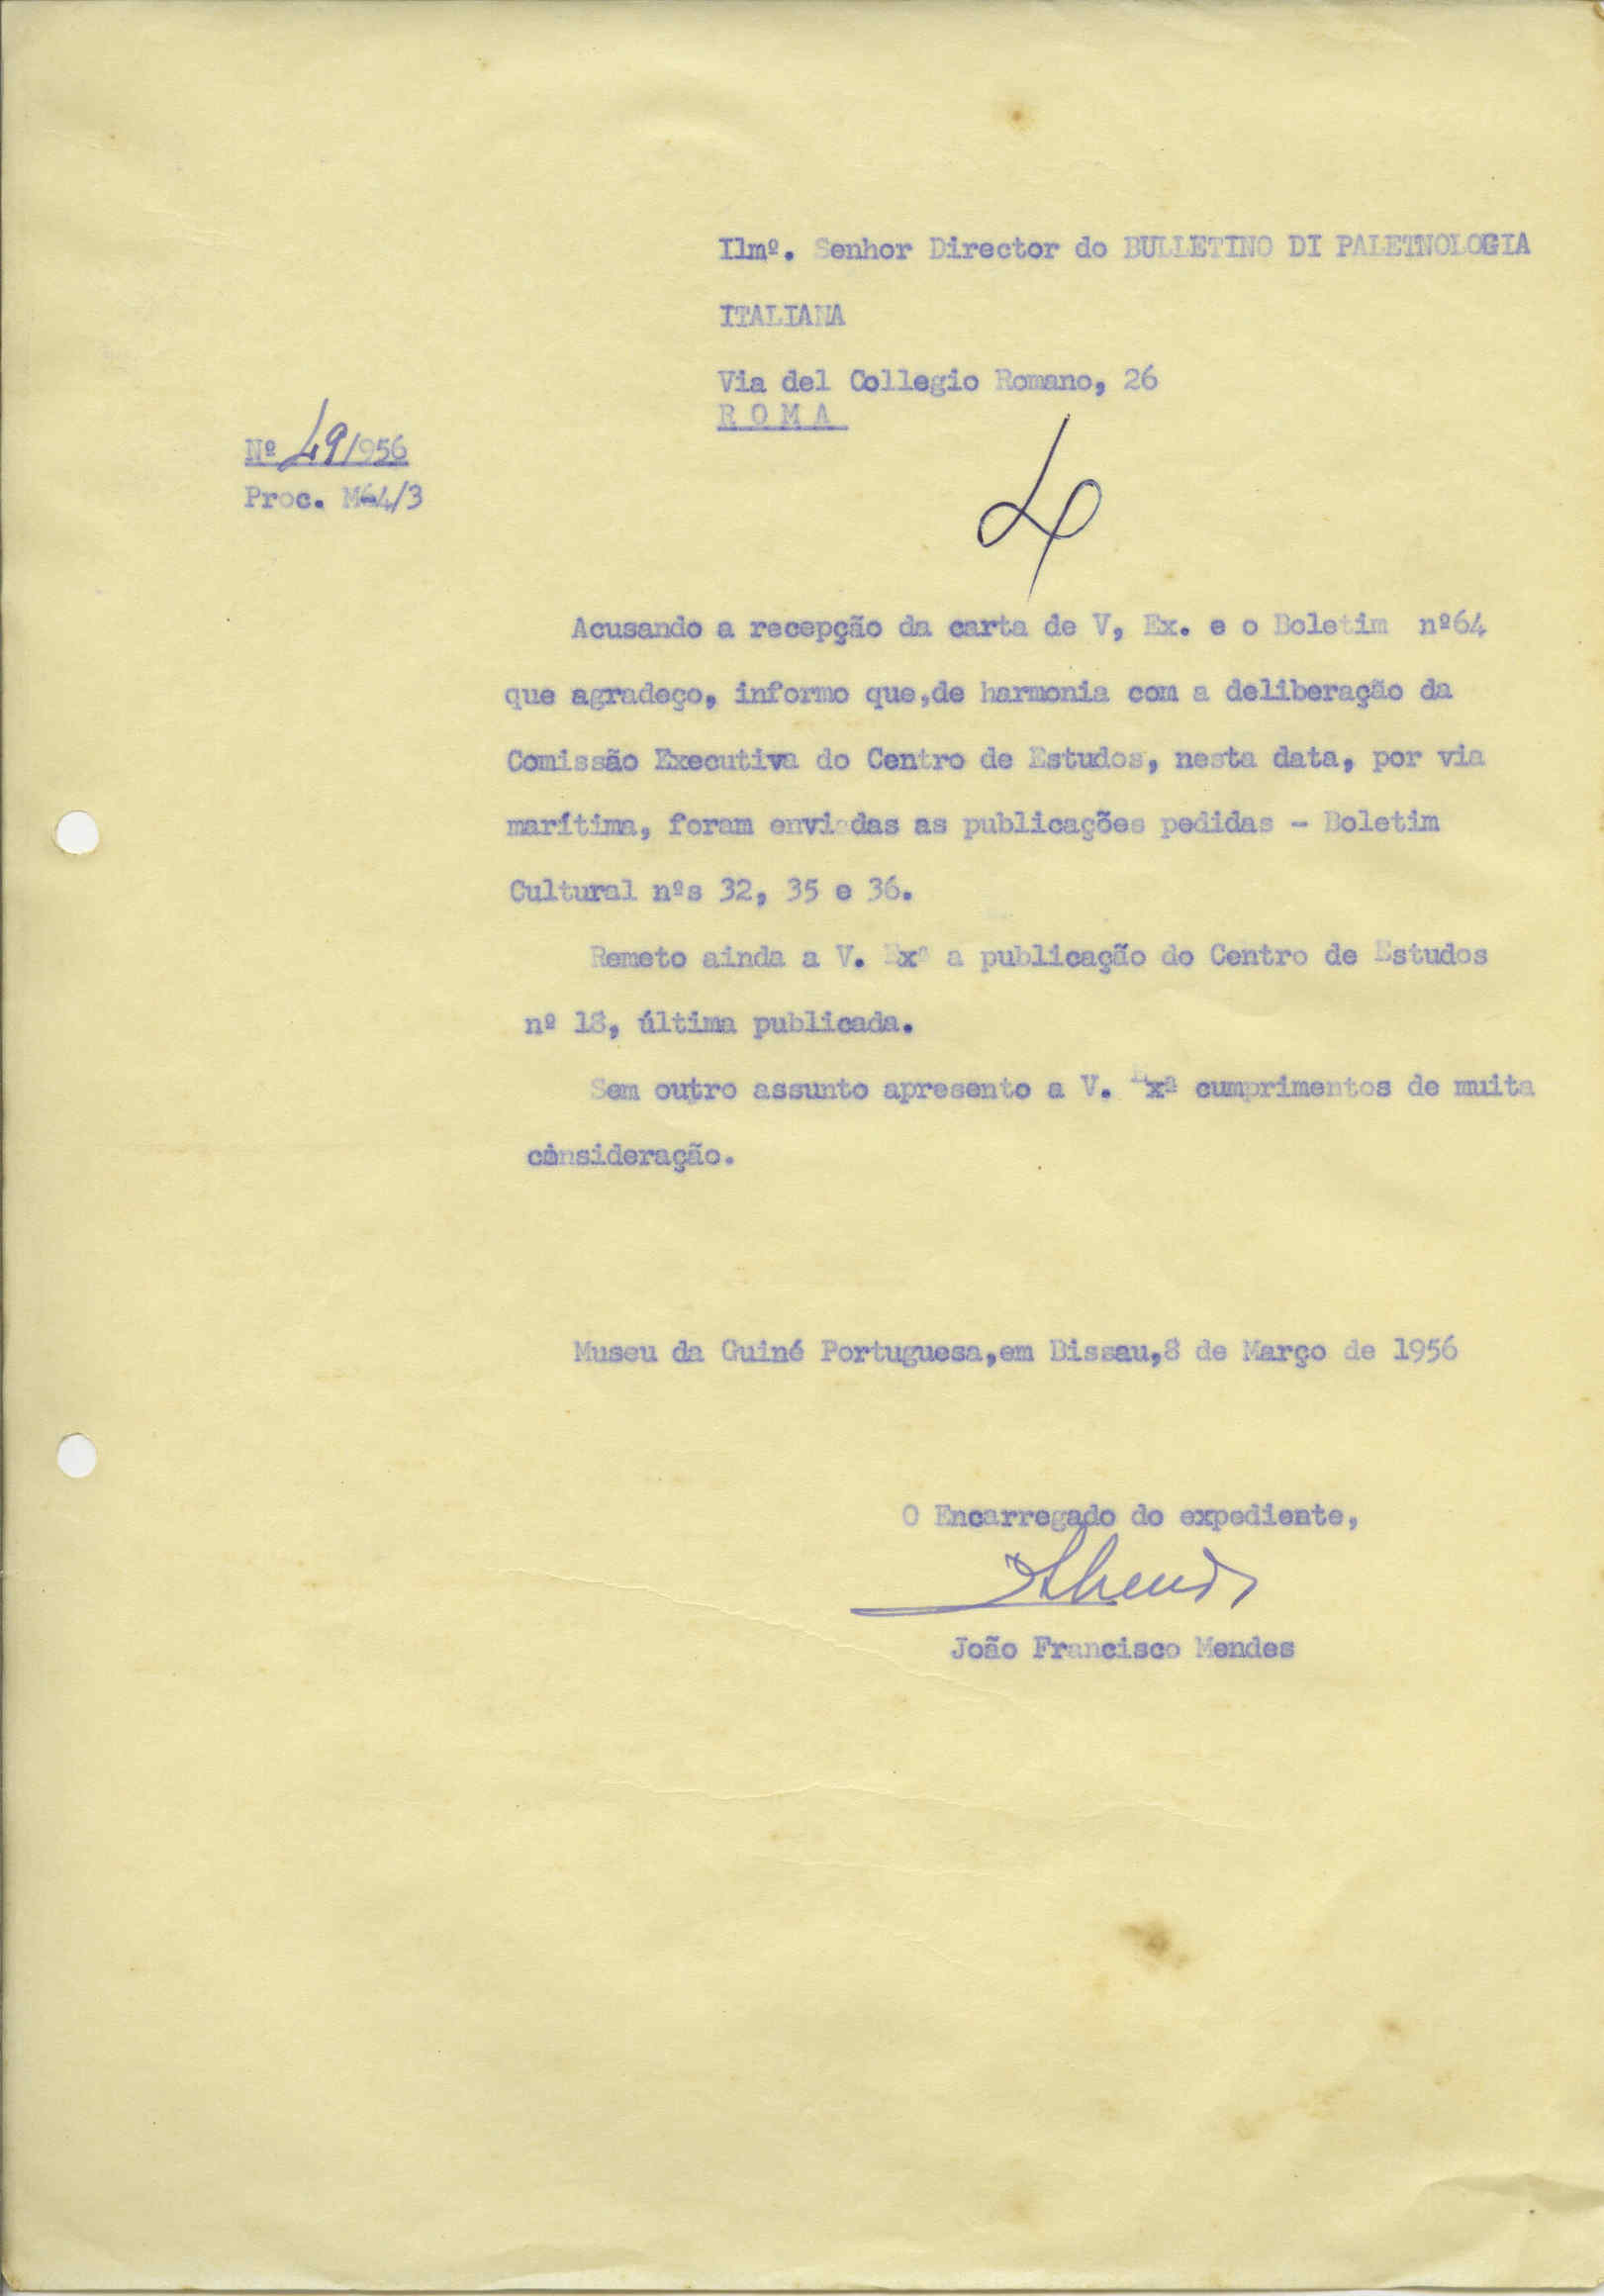 Ilmº. Senhor Director do BULLETINO DI PALETNOLOGIA
ITALIANA
Via del Collegio Romano, 26
R O M A
Nº 49/956
Proc. M-4/3
Acusando a recepção da carta de V, Ex. e o Boletim nº64
que agradeço, informo que,de harmonia com a deliberação da
Comissão Executiva do Centro de Estudos, nesta data, por via
marítima, foram enviadas as publicações pedidas - Boletim
Cultural nºs 32, 35 e 36.
Remeto ainda a V. Exª a publicação do Centro de Estudos
nº 18, última publicada.
Sem outro assunto apresento a V. Exª cumprimentos de muita
consideração.
Museu da Guiné Portuguesa,em Bissau,8 de Março de 1956
O Encarregado do expediente,
João Francisco Mendes